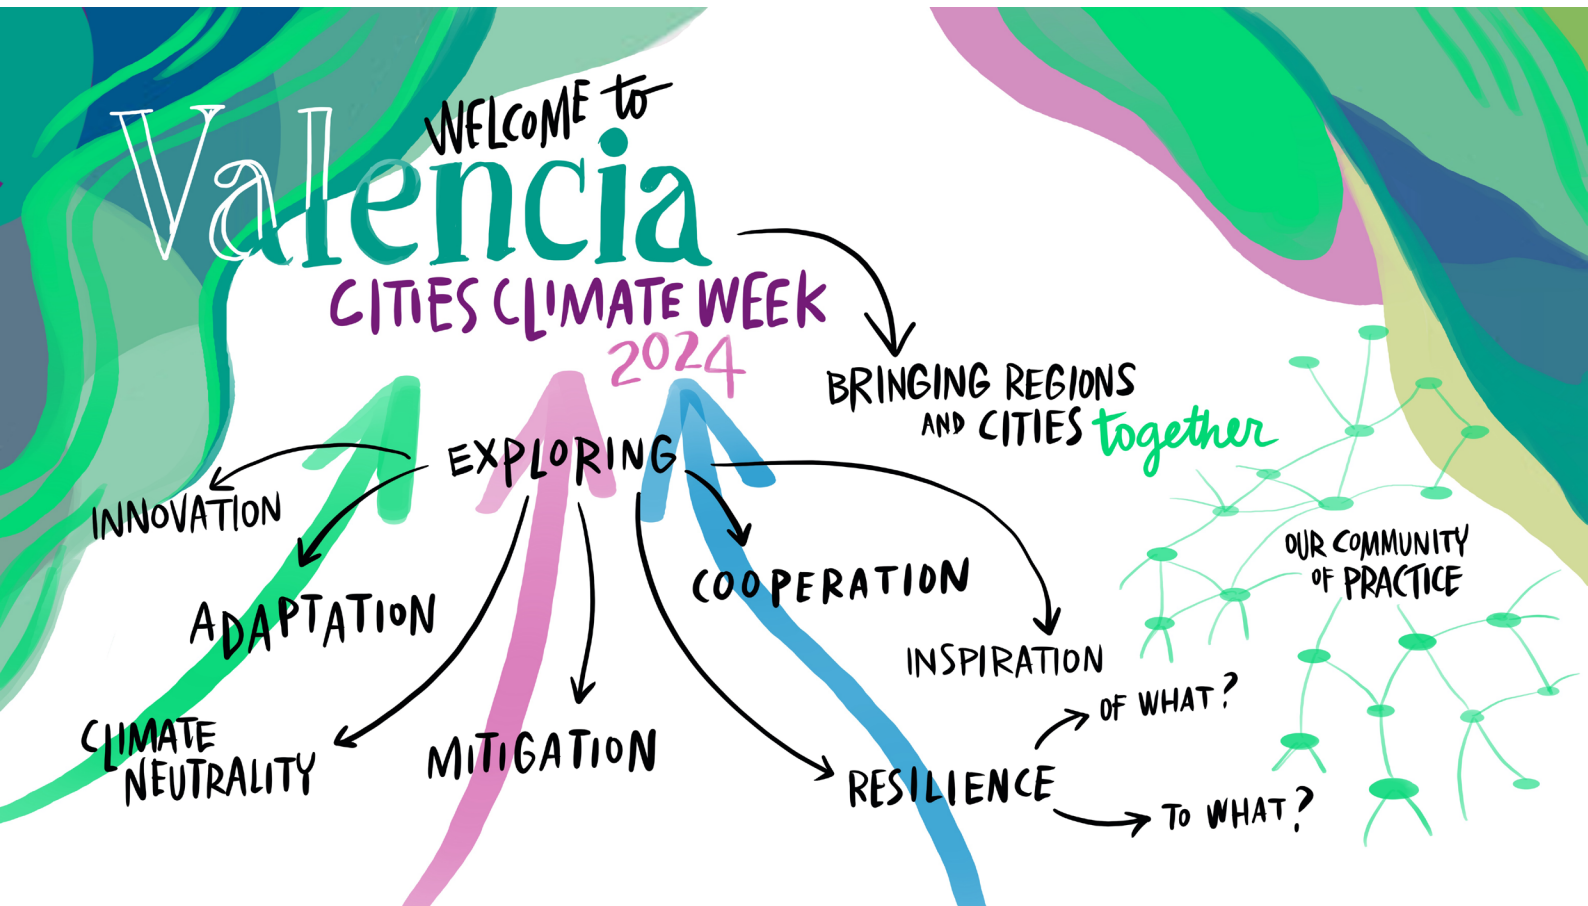 WELCOME to
Valencia
CITIES CLIMATE WEEK
2024
BRINGING REGIONS
AND CITIES together
EXPLORING
INNOVATION
ADAPTATION
CLIMATE
NEUTRALITY
MITIGATION
COOPERATION
INSPIRATION
RESILIENCE
OF WHAT?
TO WHAT?
OUR COMMUNITY
OF PRACTICE